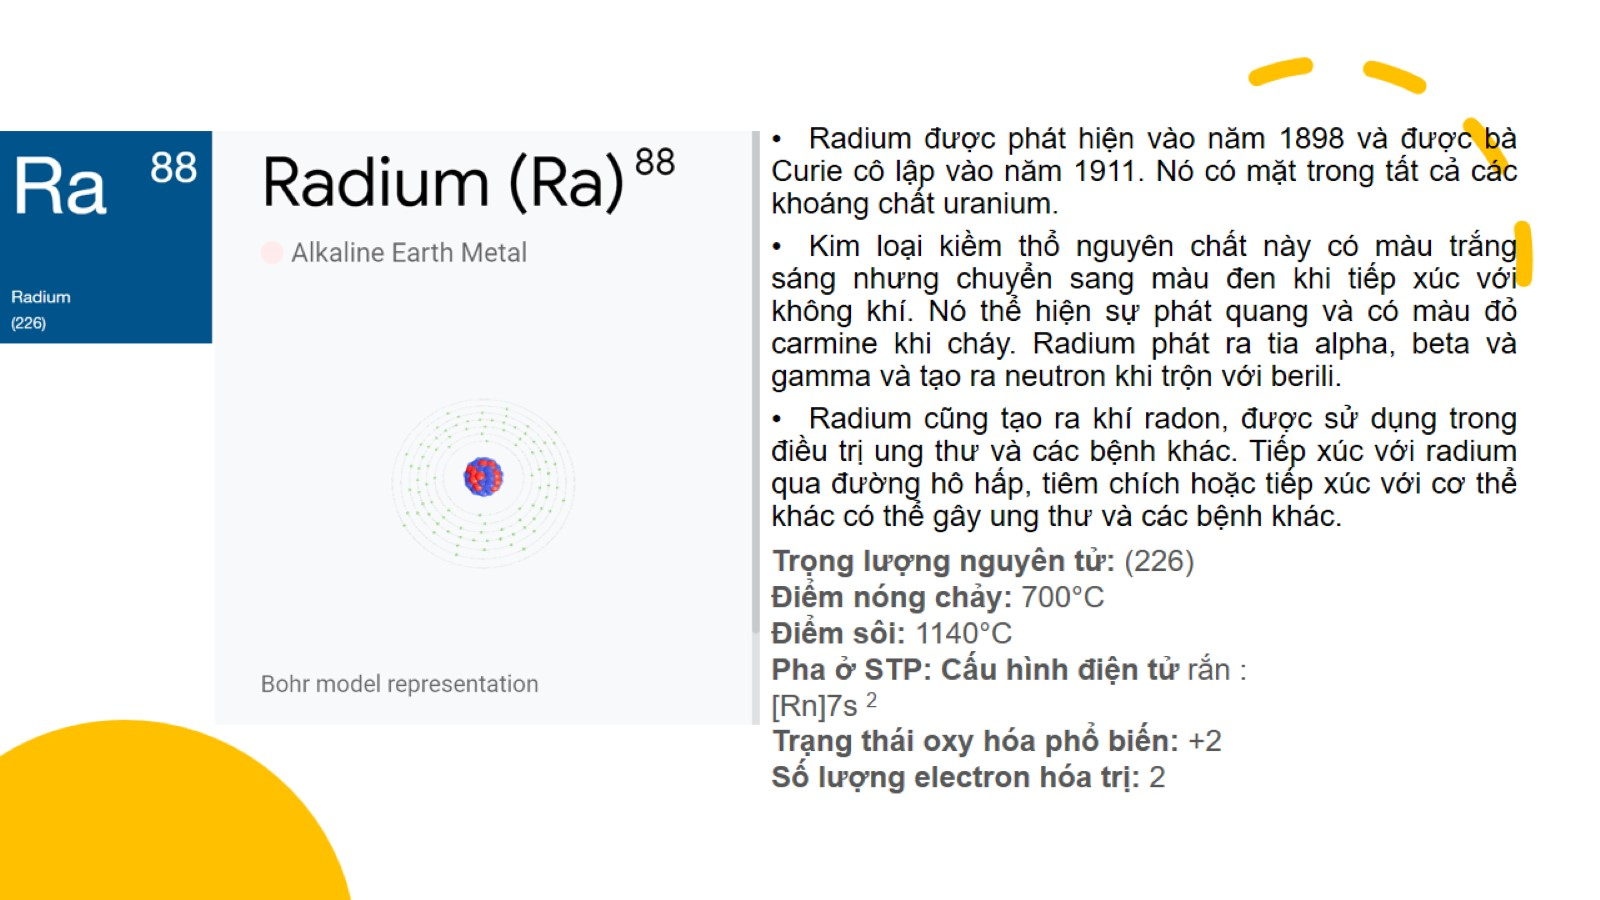 Ra 88
Radium
(226)
Radium (Ra) 88
Alkaline Earth Metal
Bohr model representation
• Radium được phát hiện vào năm 1898 và được bà
Curie cô lập vào năm 1911. Nó có mặt trong tất cả các
khoáng chất uranium.
• Kim loại kiềm thổ nguyên chất này có màu trắng
sáng nhưng chuyển sang màu đen khi tiếp xúc với
không khí. Nó thể hiện sự phát quang và có màu đỏ
carmine khi cháy. Radium phát ra tia alpha, beta và
gamma và tạo ra neutron khi trộn với berili.
• Radium cũng tạo ra khí radon, được sử dụng trong
điều trị ung thư và các bệnh khác. Tiếp xúc với radium
qua đường hô hấp, tiêm chích hoặc tiếp xúc với cơ thể
khác có thể gây ung thư và các bệnh khác.
Trọng lượng nguyên tử: (226)
Điểm nóng chảy: 700°C
Điểm sôi: 1140°C
Pha ở STP: Cấu hình điện tử rắn :
[Rn]7s ²
Trạng thái oxy hóa phổ biến: +2
Số lượng electron hóa trị: 2